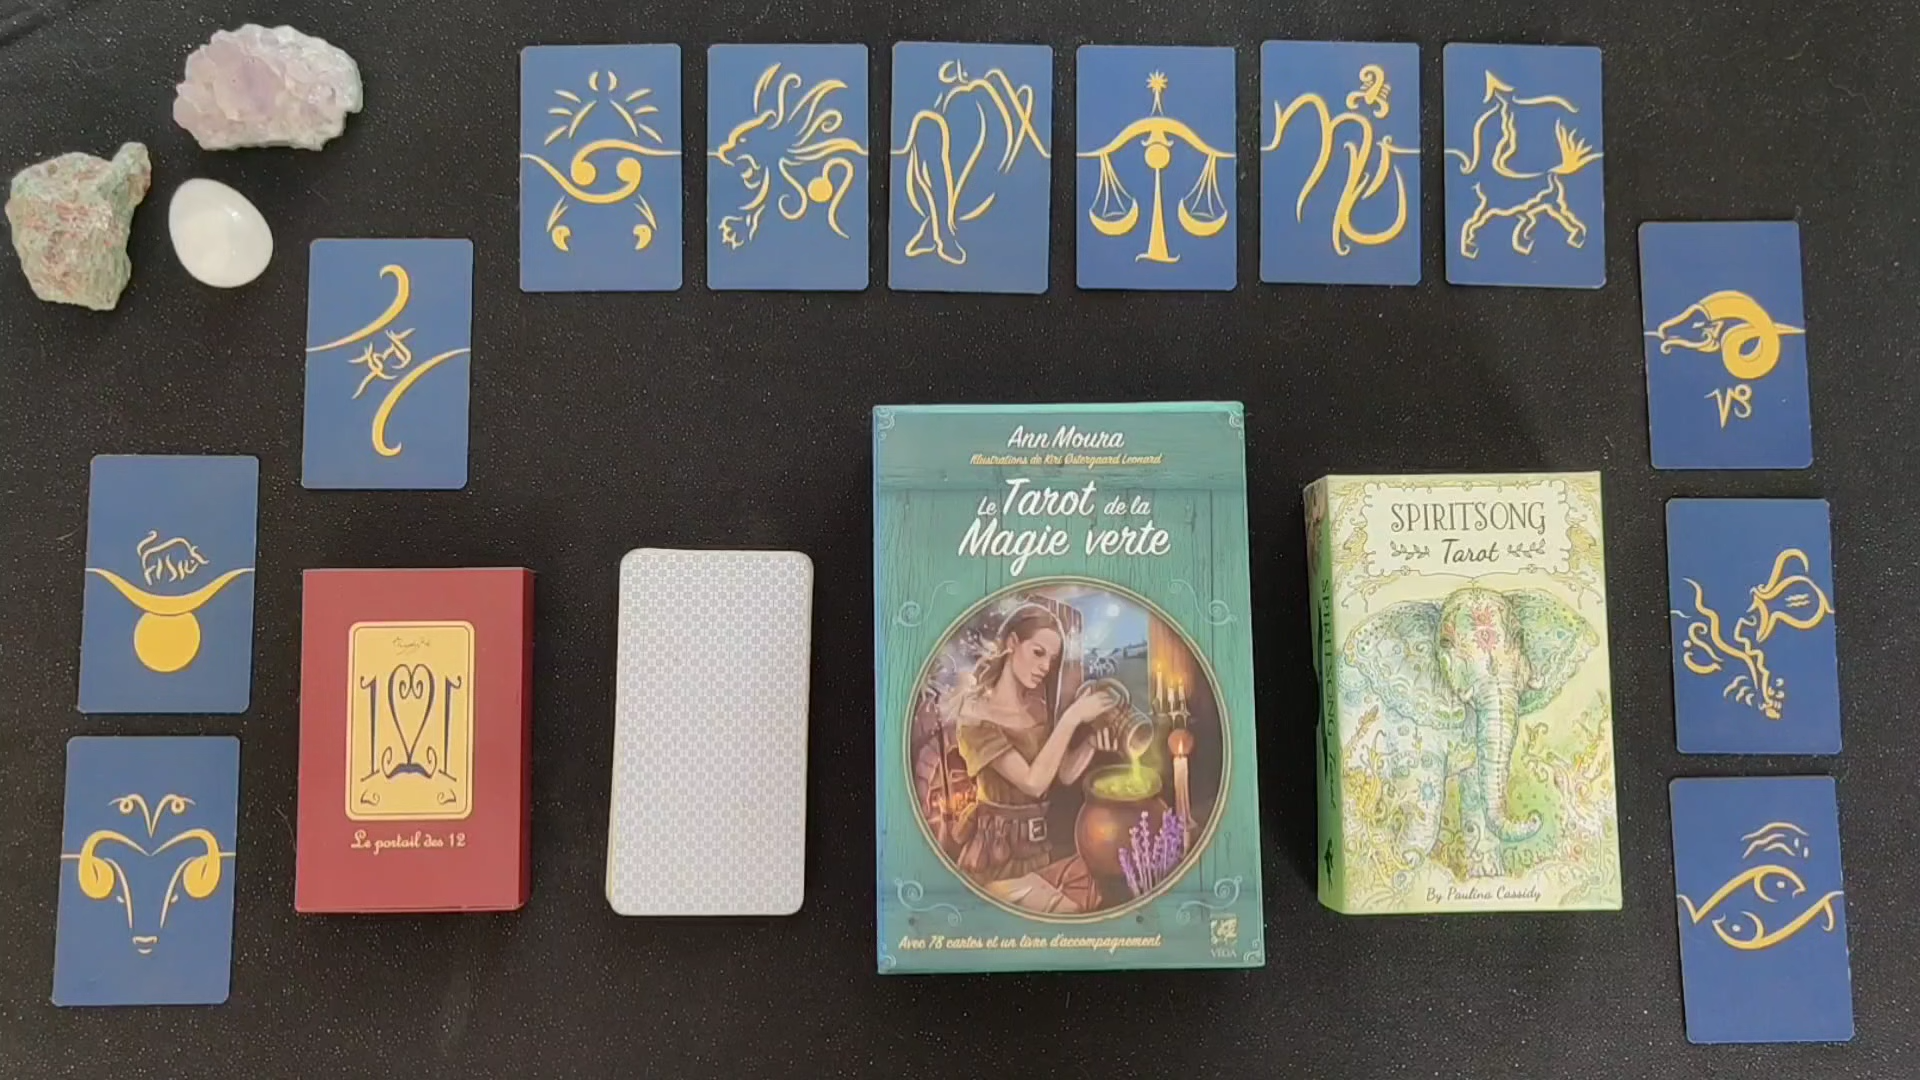 Le portail des 12
Ann Moura
Illustrations de Kiri Østergaard Leonard
Le Tarot de la
Magie verte
Avec 78 cartes et un livre d'accompagnement
VEGA
SPIRITSONG
Tarot
By Paulina Cassidy
SPIRITSONG Tarot